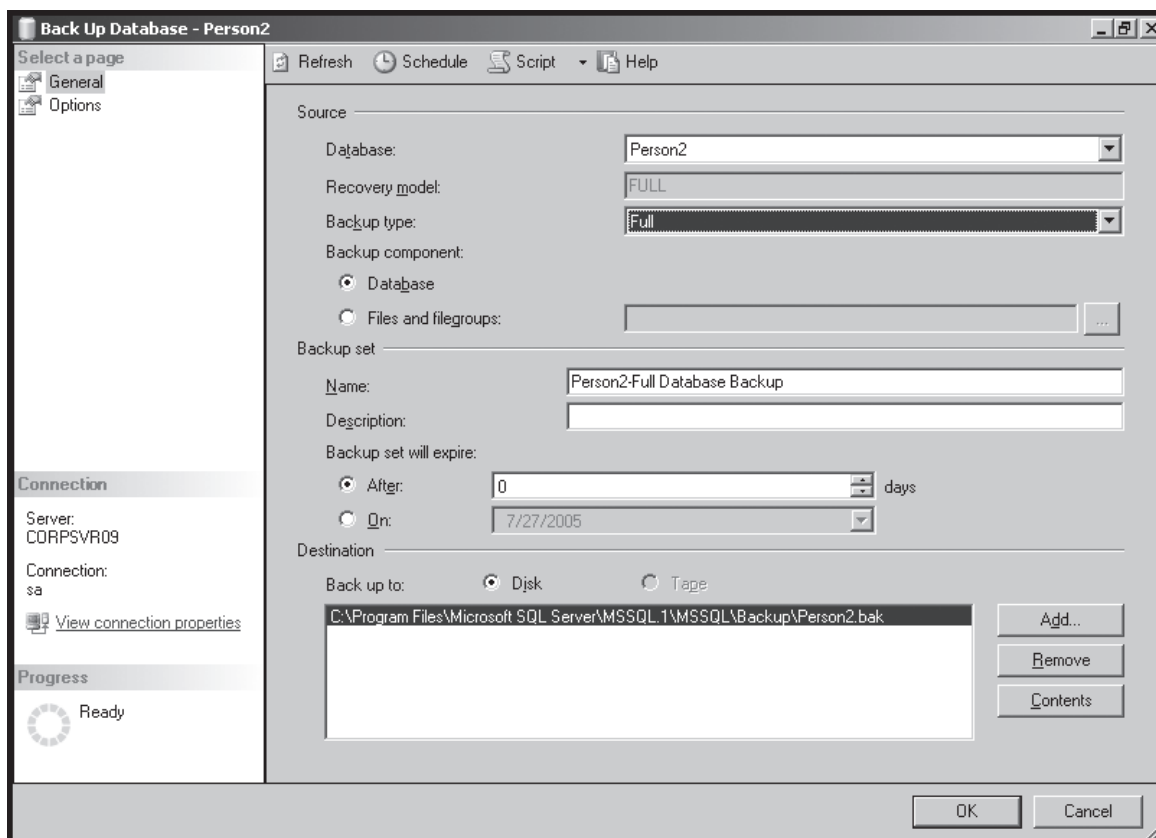 Back Up Database - Person2
Select a page
General
Options
Refresh Schedule Script Help
Source
Database: Person2
Recovery model: FULL
Backup type: Full
Backup component:
Database
Files and filegroups: ...
Backup set
Name: Person2-Full Database Backup
Description:
Backup set will expire:
After: 0 days
On: 7/27/2005
Destination
Back up to: Disk Tape
C:\Program Files\Microsoft SQL Server\MSSQL.1\MSSQL\Backup\Person2.bak
Add...
Remove
Contents
Connection
Server:
CORPSVR09
Connection:
sa
View connection properties
Progress
Ready
OK Cancel